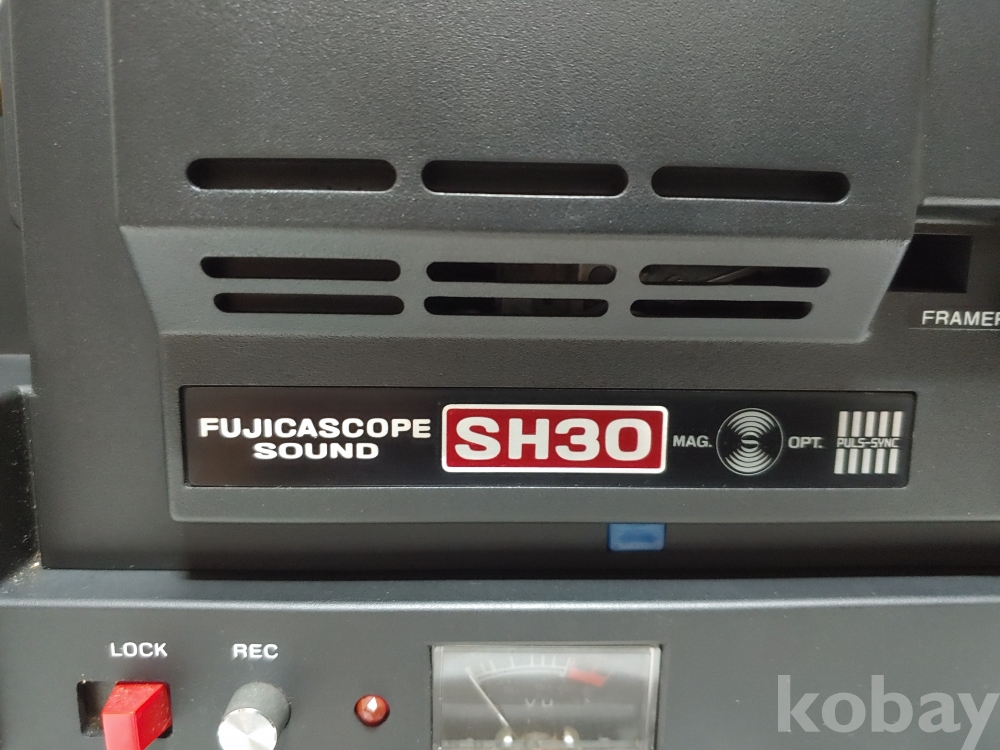 FRAMER
FUJICASCOPE
SOUND
SH30
MAG.
S
OPT.
PULS-SYNC
LOCK
REC
VU
kobay